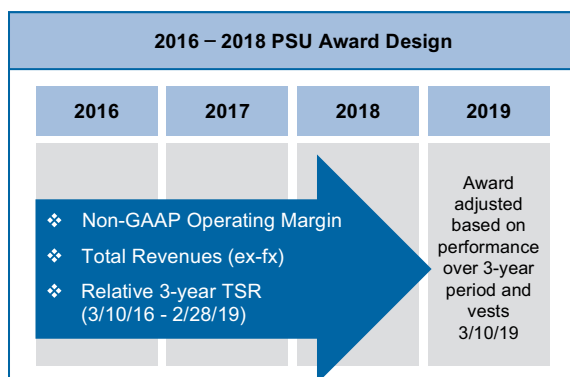 2016 – 2018 PSU Award Design
2016
2017
2018
2019
❖ Non-GAAP Operating Margin
❖ Total Revenues (ex-fx)
❖ Relative 3-year TSR
(3/10/16 - 2/28/19)
Award
adjusted
based on
performance
over 3-year
period and
vests
3/10/19